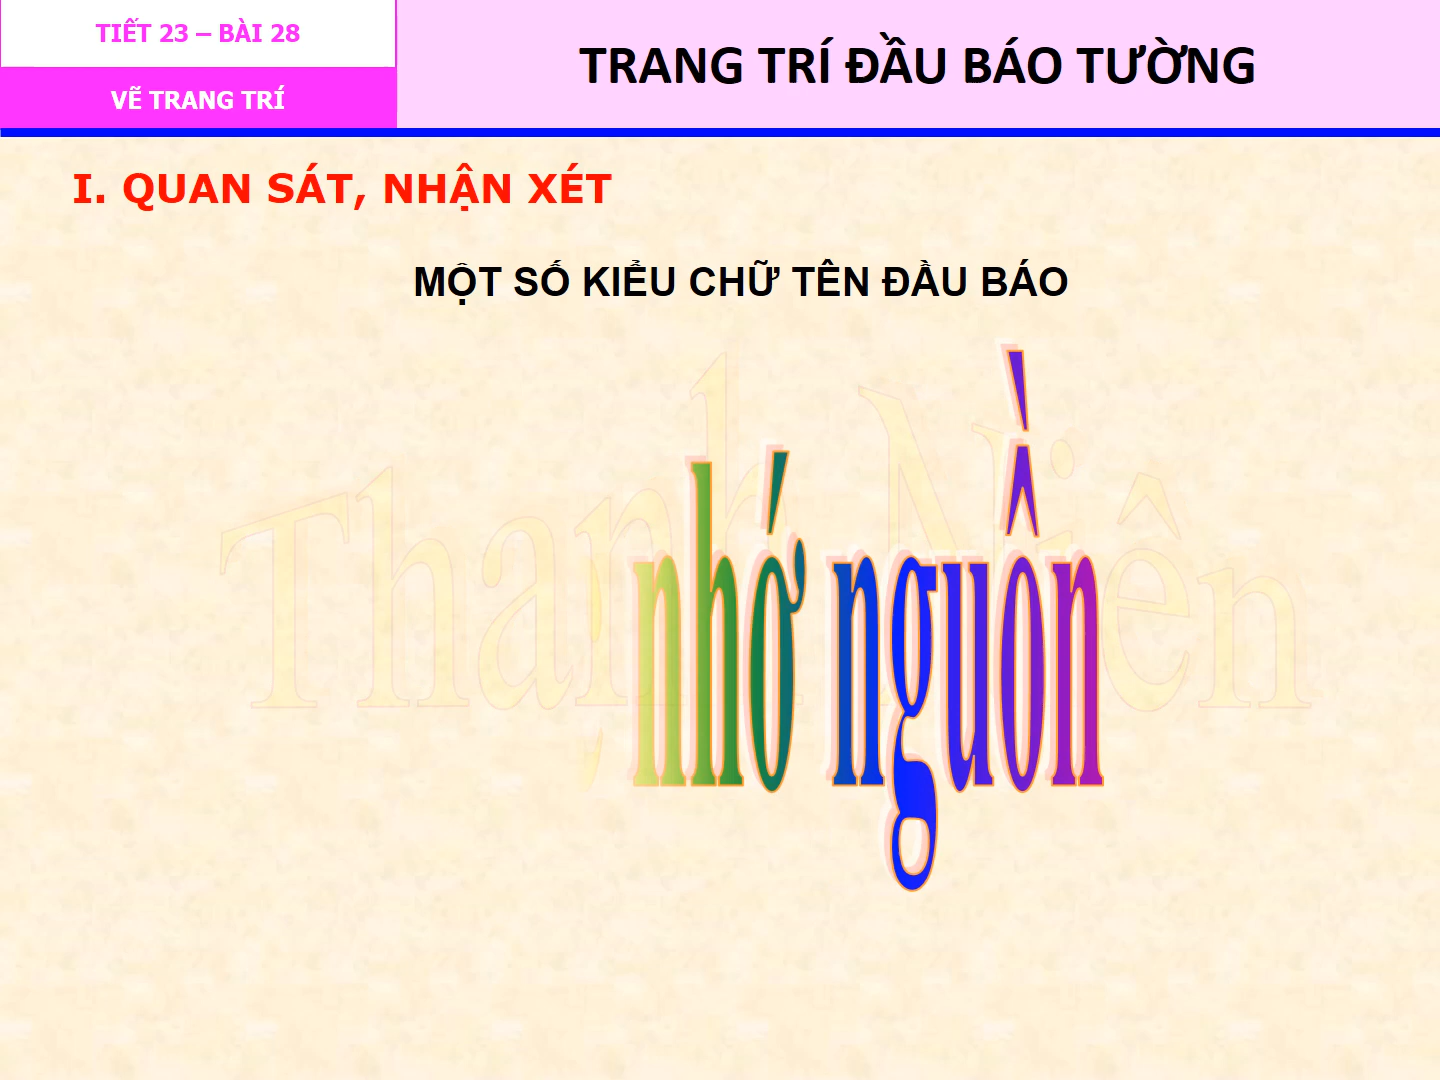 TIẾT 23 – BÀI 28
VẼ TRANG TRÍ
TRANG TRÍ ĐẦU BÁO TƯỜNG
I. QUAN SÁT, NHẬN XÉT
MỘT SỐ KIỂU CHỮ TÊN ĐẦU BÁO
Thanh Niên
nhớ nguồn